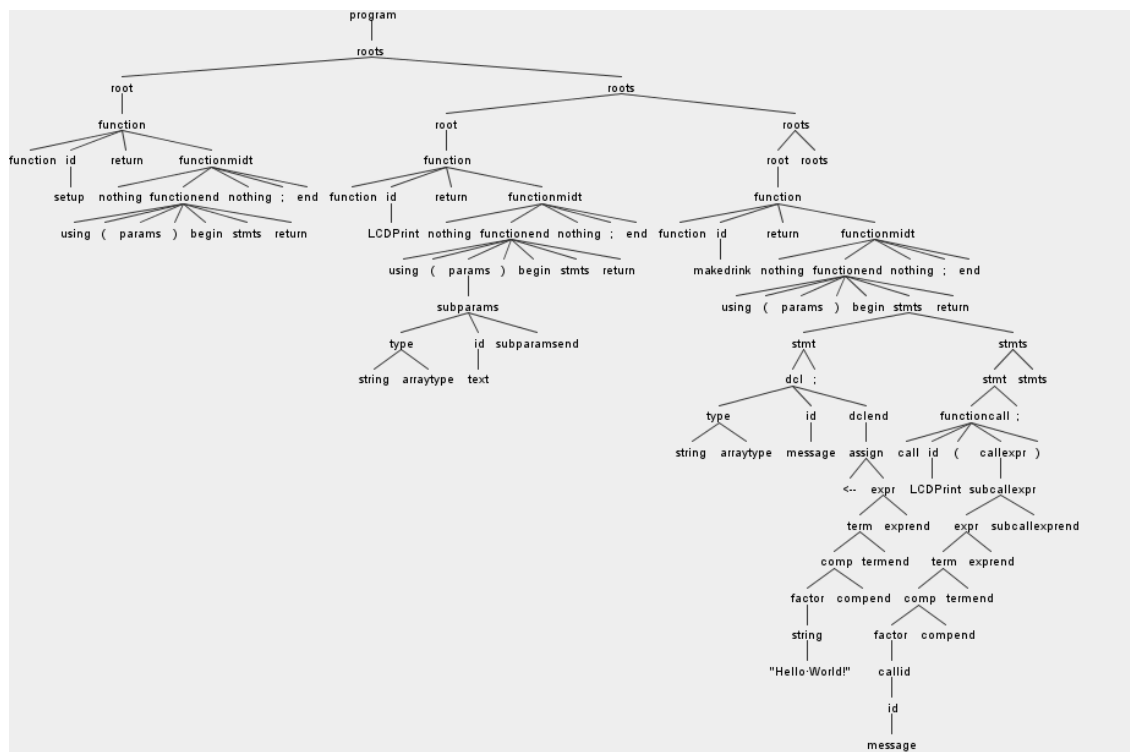 program
roots
root roots
function root roots
function id return functionmidt function root roots
setup nothing functionend nothing ; end function id return functionmidt function
using ( params ) begin stmts return LCDPrint nothing functionend nothing ; end function id return functionmidt
using ( params ) begin stmts return makedrink nothing functionend nothing ; end
subparams using ( params ) begin stmts return
type id subparamsend stmt stmts
string arraytype text dcl ; stmt stmts
type id dclend functioncall ;
string arraytype message assign call id ( callexpr )
<-- expr LCDPrint subcallexpr
term exprend expr subcallexprend
comp termend term exprend
factor compend comp termend
string factor compend
"Hello·World!" callid
id
message